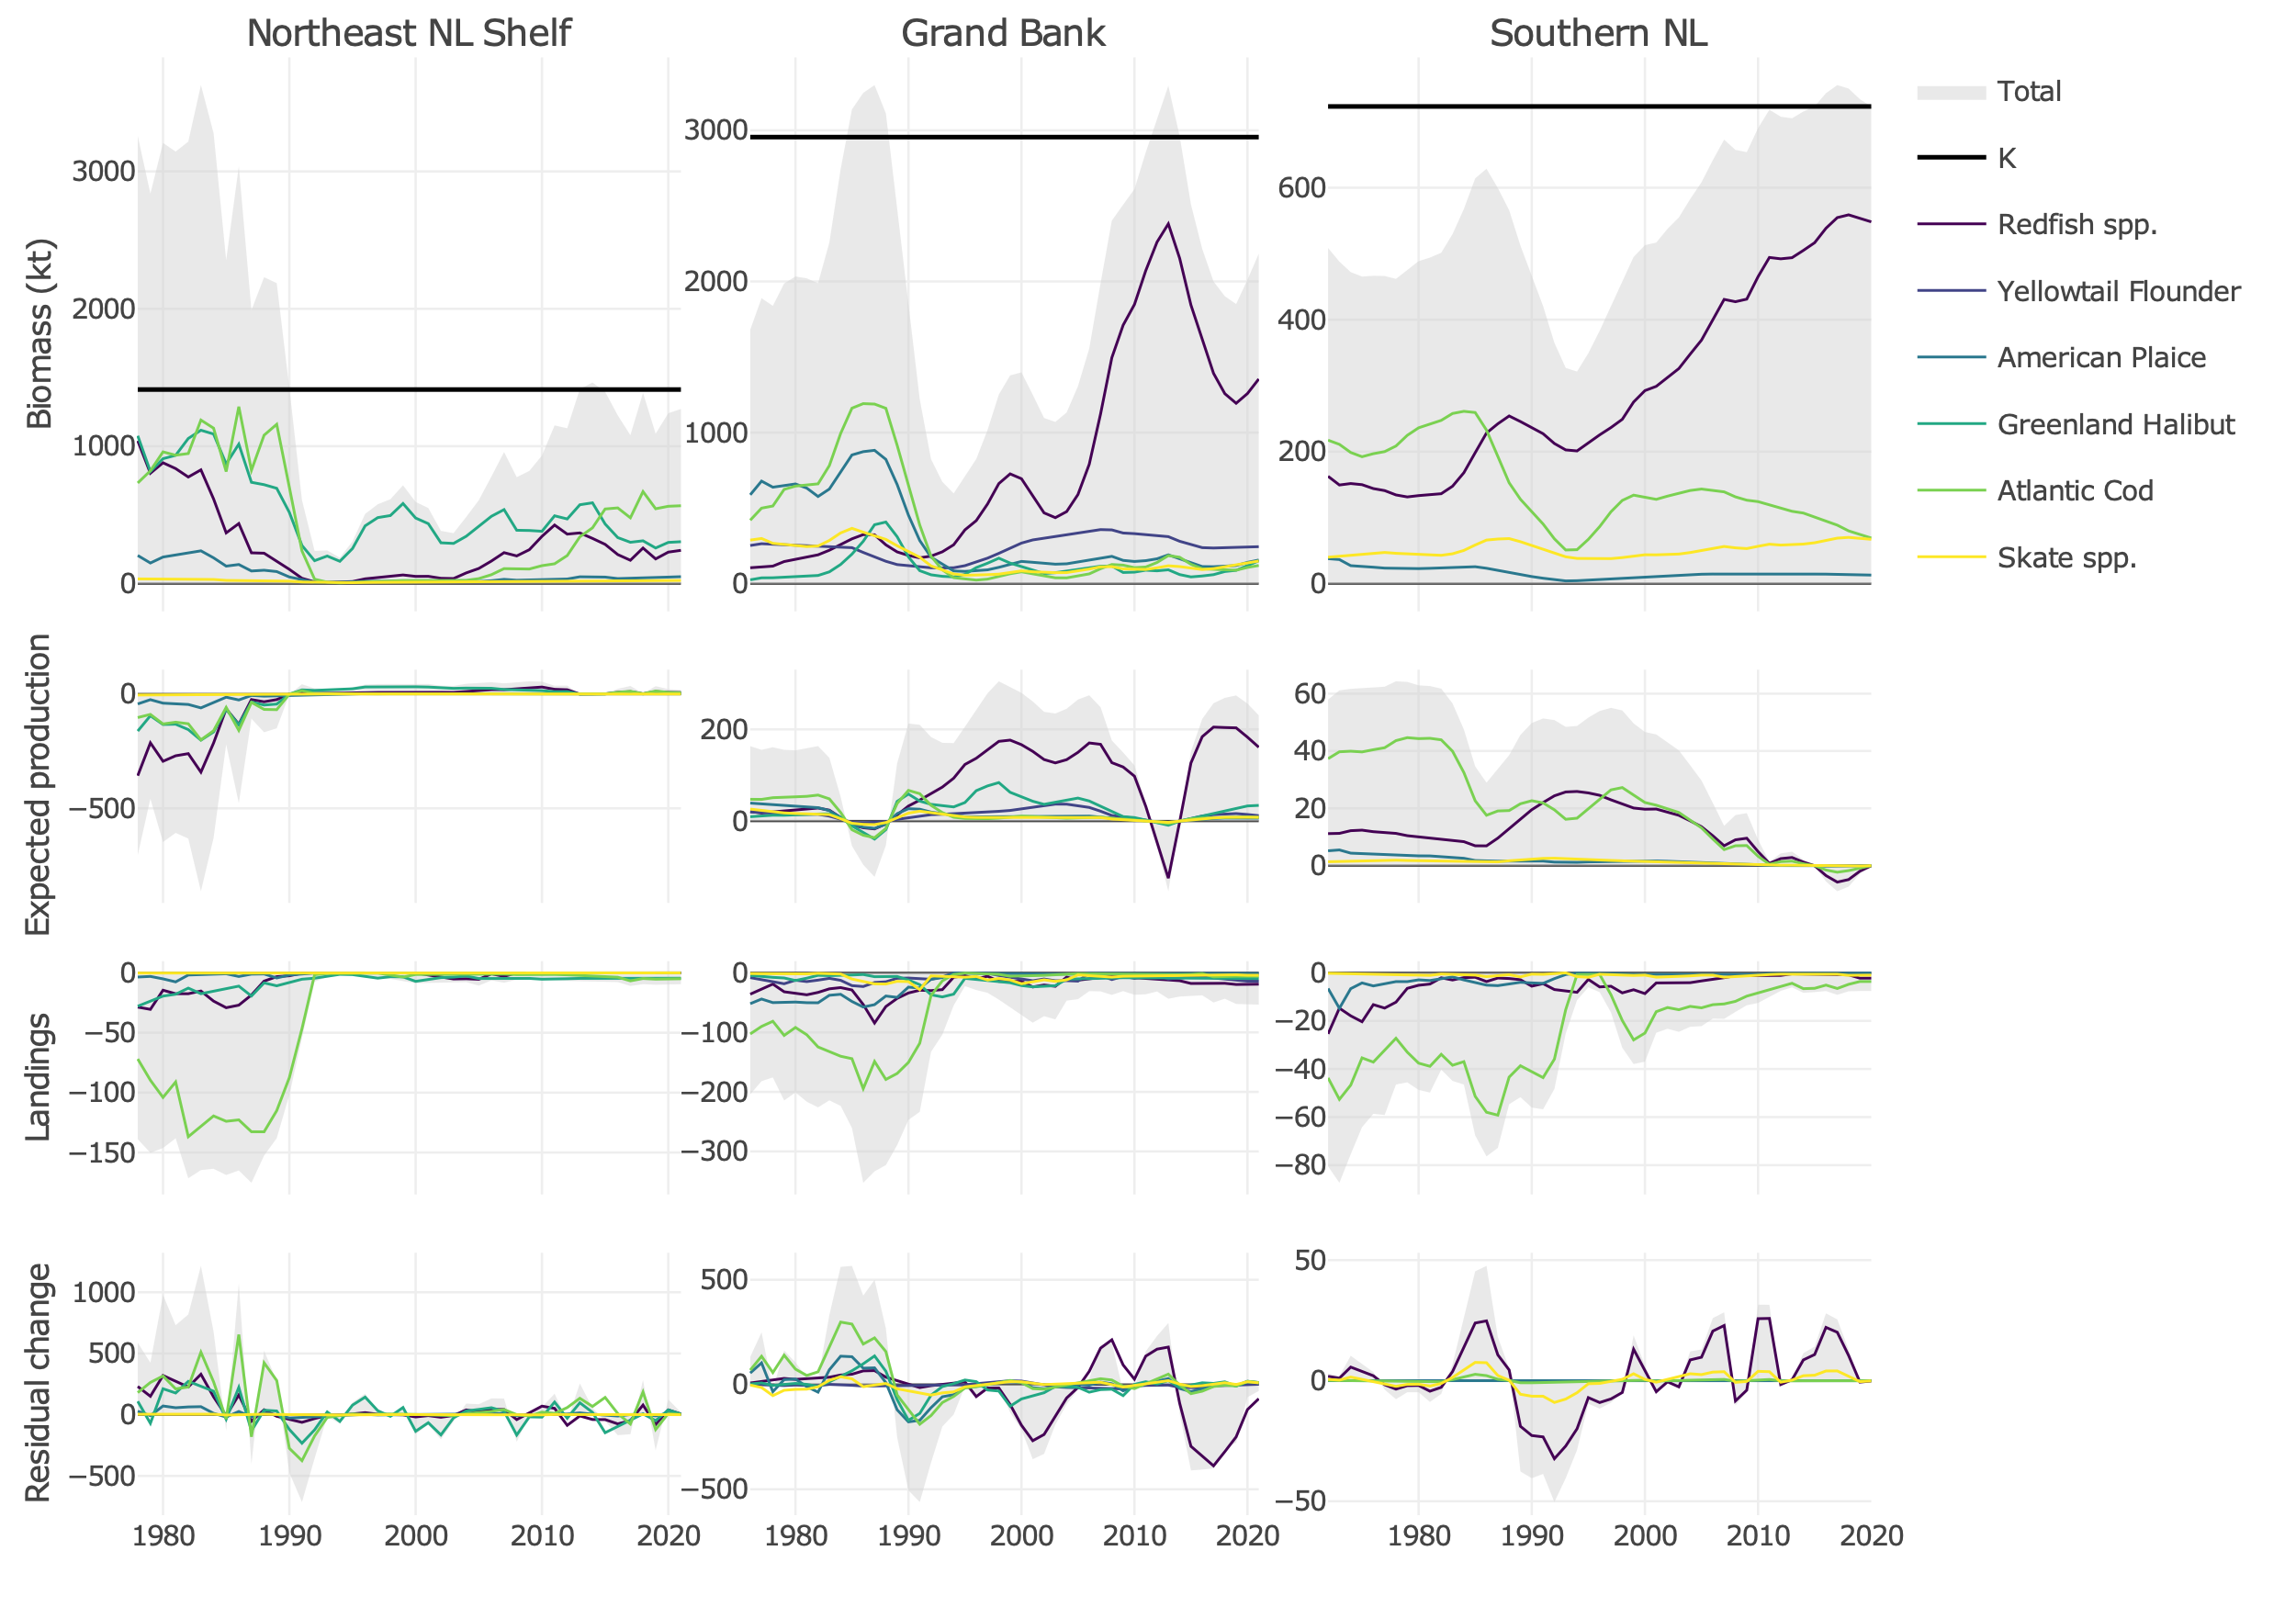 Northeast NL Shelf
Grand Bank
Southern NL
Total
K
Redfish spp.
Yellowtail Flounder
American Plaice
Greenland Halibut
Atlantic Cod
Skate spp.
Biomass (kt)
3000
2000
1000
0
3000
2000
1000
0
600
400
200
0
Expected production
0
−500
200
0
60
40
20
0
Landings
0
−50
−100
−150
0
−100
−200
−300
0
−20
−40
−60
−80
Residual change
1000
500
0
−500
500
0
−500
50
0
−50
1980 1990 2000 2010 2020
1980 1990 2000 2010 2020
1980 1990 2000 2010 2020